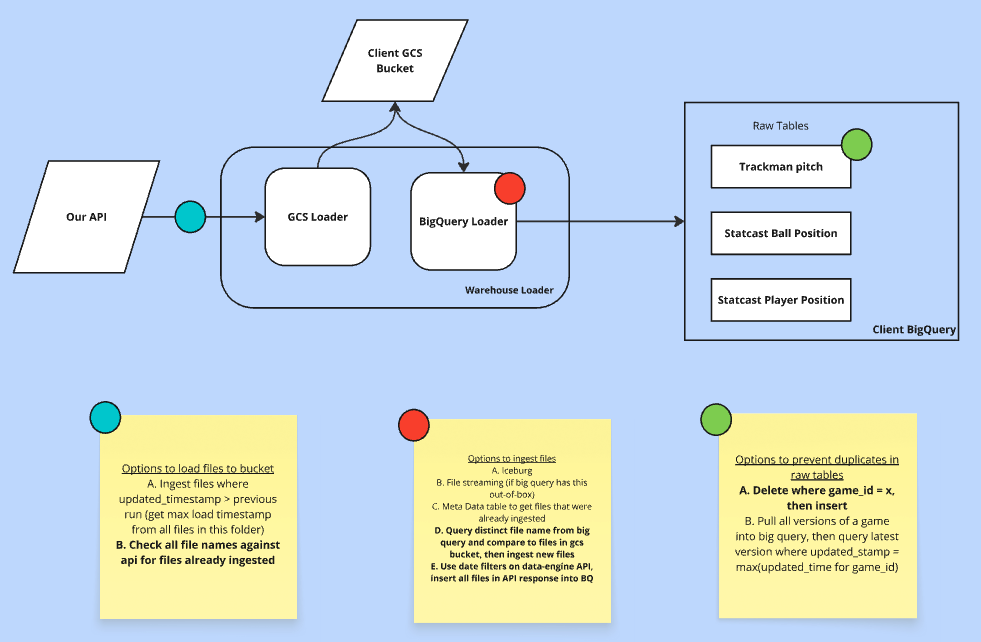 Client GCS
Bucket
Our API
GCS Loader
BigQuery Loader
Warehouse Loader
Raw Tables
Trackman pitch
Statcast Ball Position
Statcast Player Position
Client BigQuery
Options to load files to bucket
A. Ingest files where
updated_timestamp > previous
run (get max load timestamp
from all files in this folder)
B. Check all file names against
api for files already ingested
Options to ingest files
A. Iceburg
B. File streaming (if big query has this
out-of-box)
C. Meta Data table to get files that were
already ingested
D. Query distinct file name from big
query and compare to files in gcs
bucket, then ingest new files
E. Use date filters on data-engine API,
insert all files in API response into BQ
Options to prevent duplicates in
raw tables
A. Delete where game_id = x,
then insert
B. Pull all versions of a game
into big query, then query latest
version where updated_stamp =
max(updated_time for game_id)